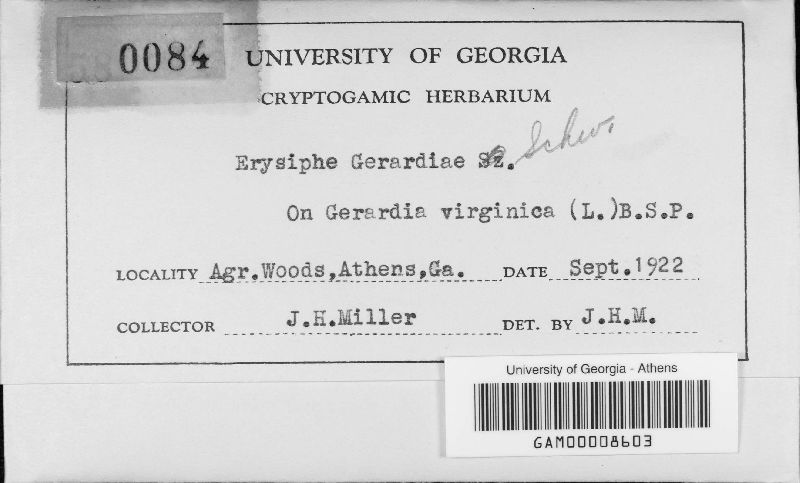 0084
UNIVERSITY OF GEORGIA
CRYPTOGAMIC HERBARIUM
Erysiphe Gerardiae Sz. Schw.
On Gerardia virginica (L.)B.S.P.
LOCALITY Agr.Woods,Athens,Ga. DATE Sept.1922
COLLECTOR J.H.Miller DET. BY J.H.M.
University of Georgia - Athens
GAM00008603